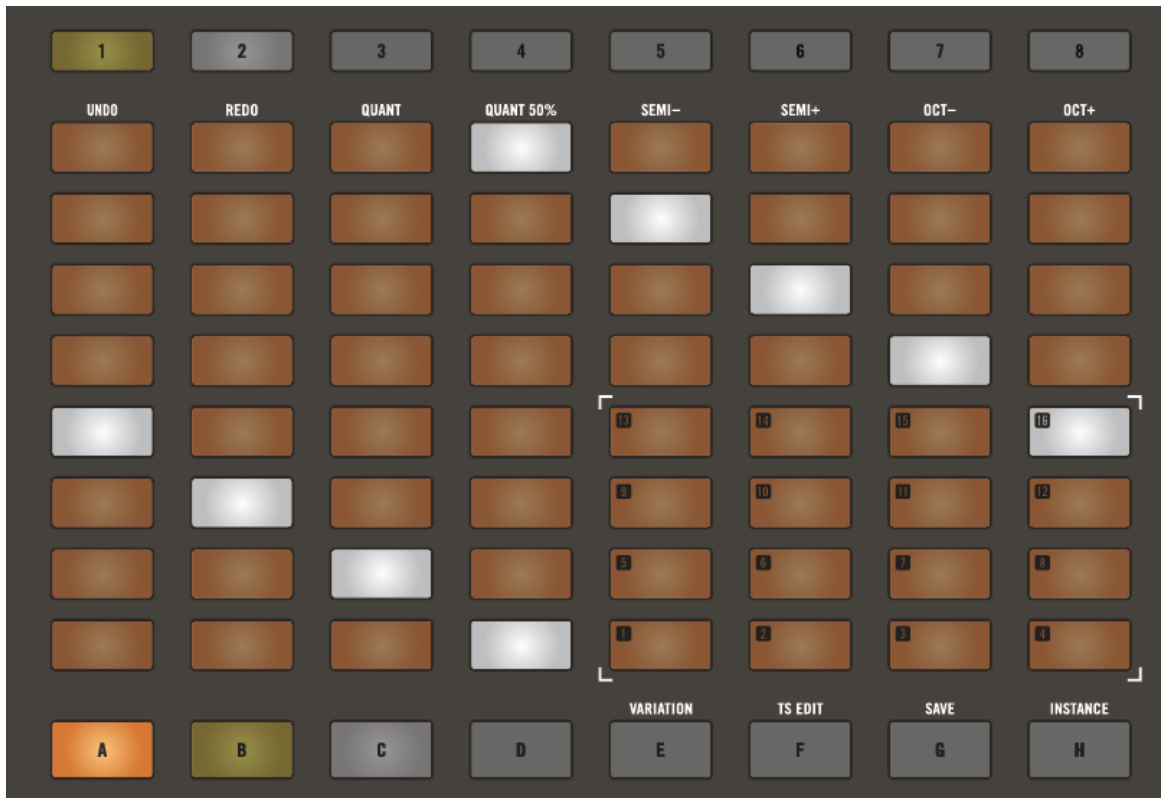 1 2 3 4 5 6 7 8
UNDO REDO QUANT QUANT 50% SEMI– SEMI+ OCT– OCT+
13 14 15 16
9 10 11 12
5 6 7 8
1 2 3 4
VARIATION TS EDIT SAVE INSTANCE
A B C D E F G H